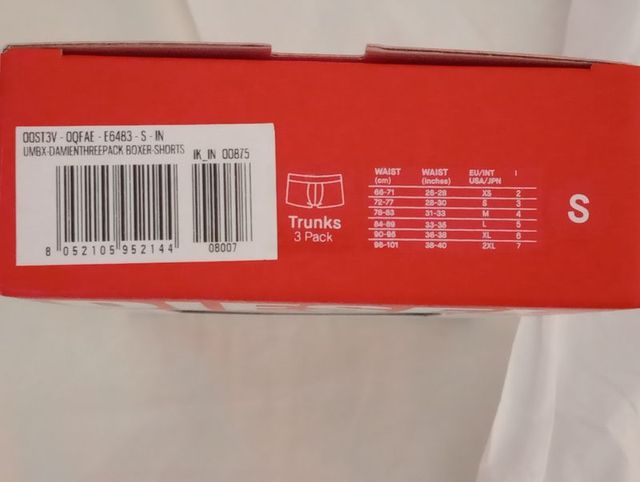 00ST3V - 0QFAE - E6483 - S - IN
UMBX-DAMIENTHREEPACK BOXER-SHORTS
IK_IN 00875
8 052105 952144
08007
Trunks
3 Pack
WAIST (cm) WAIST (inches) EU/INT USA/JPN I
66-71 26-28 XS 2
72-77 28-30 S 3
78-83 31-33 M 4
84-89 33-35 L 5
90-95 36-38 XL 6
96-101 38-40 2XL 7
S